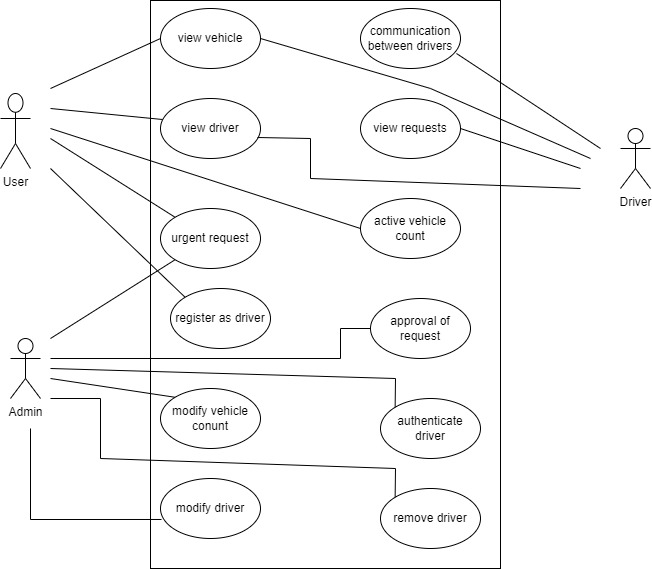 view vehicle
communication
between drivers
view driver
view requests
User
Driver
urgent request
active vehicle
count
register as driver
approval of
request
Admin
modify vehicle
conunt
authenticate
driver
modify driver
remove driver